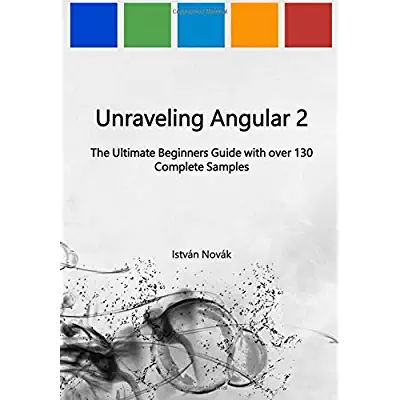 Unraveling Angular 2
The Ultimate Beginners Guide with over 130
Complete Samples
István Novák